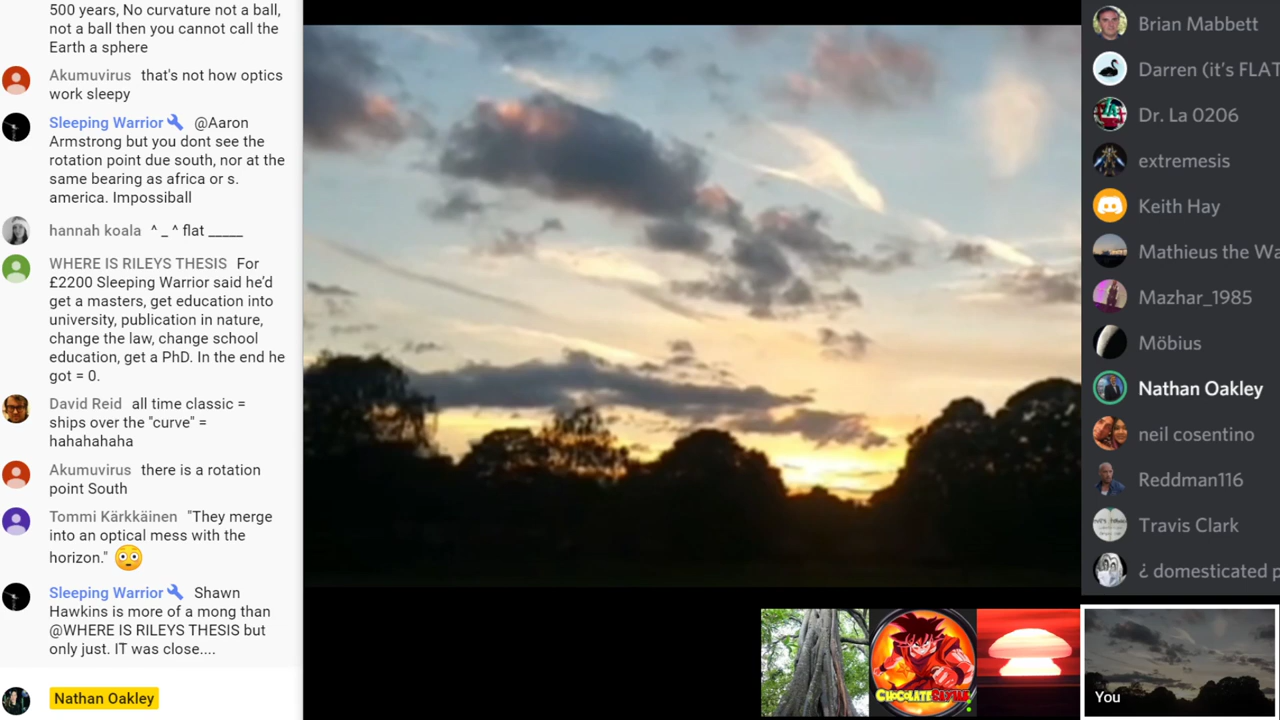 500 years, No curvature not a ball,
not a ball then you cannot call the
Earth a sphere
Akumuvirus that's not how optics
work sleepy
Sleeping Warrior @Aaron
Armstrong but you dont see the
rotation point due south, nor at the
same bearing as africa or s.
america. Impossiball
hannah koala ^ _ ^ flat _____
WHERE IS RILEYS THESIS For
£2200 Sleeping Warrior said he'd
get a masters, get education into
university, publication in nature,
change the law, change school
education, get a PhD. In the end he
got = 0.
David Reid all time classic =
ships over the "curve" =
hahahahaha
Akumuvirus there is a rotation
point South
Tommi Kärkkäinen "They merge
into an optical mess with the
horizon." 😳
Sleeping Warrior Shawn
Hawkins is more of a mong than
@WHERE IS RILEYS THESIS but
only just. IT was close....
Nathan Oakley
CHOCOLATE
You
Brian Mabbett
Darren (it's FLAT
Dr. La 0206
extremesis
Keith Hay
Mathieus the Wa
Mazhar_1985
Möbius
Nathan Oakley
neil cosentino
Reddman116
Travis Clark
¿ domesticated p